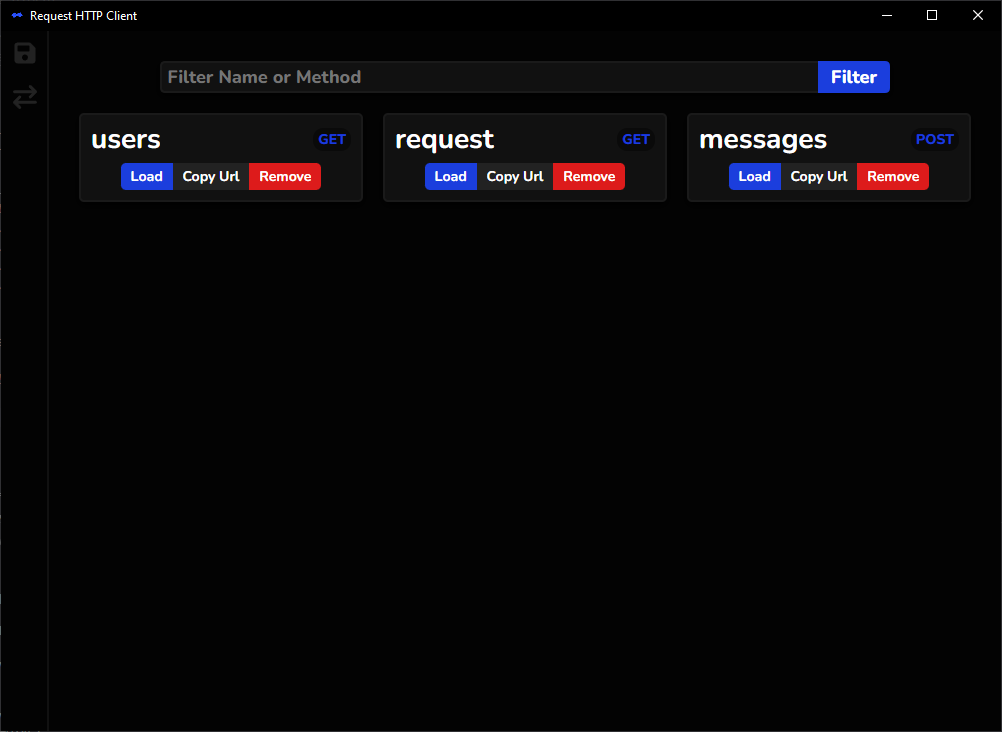 Request HTTP Client
Filter Name or Method Filter
users GET
Load Copy Url Remove
request GET
Load Copy Url Remove
messages POST
Load Copy Url Remove